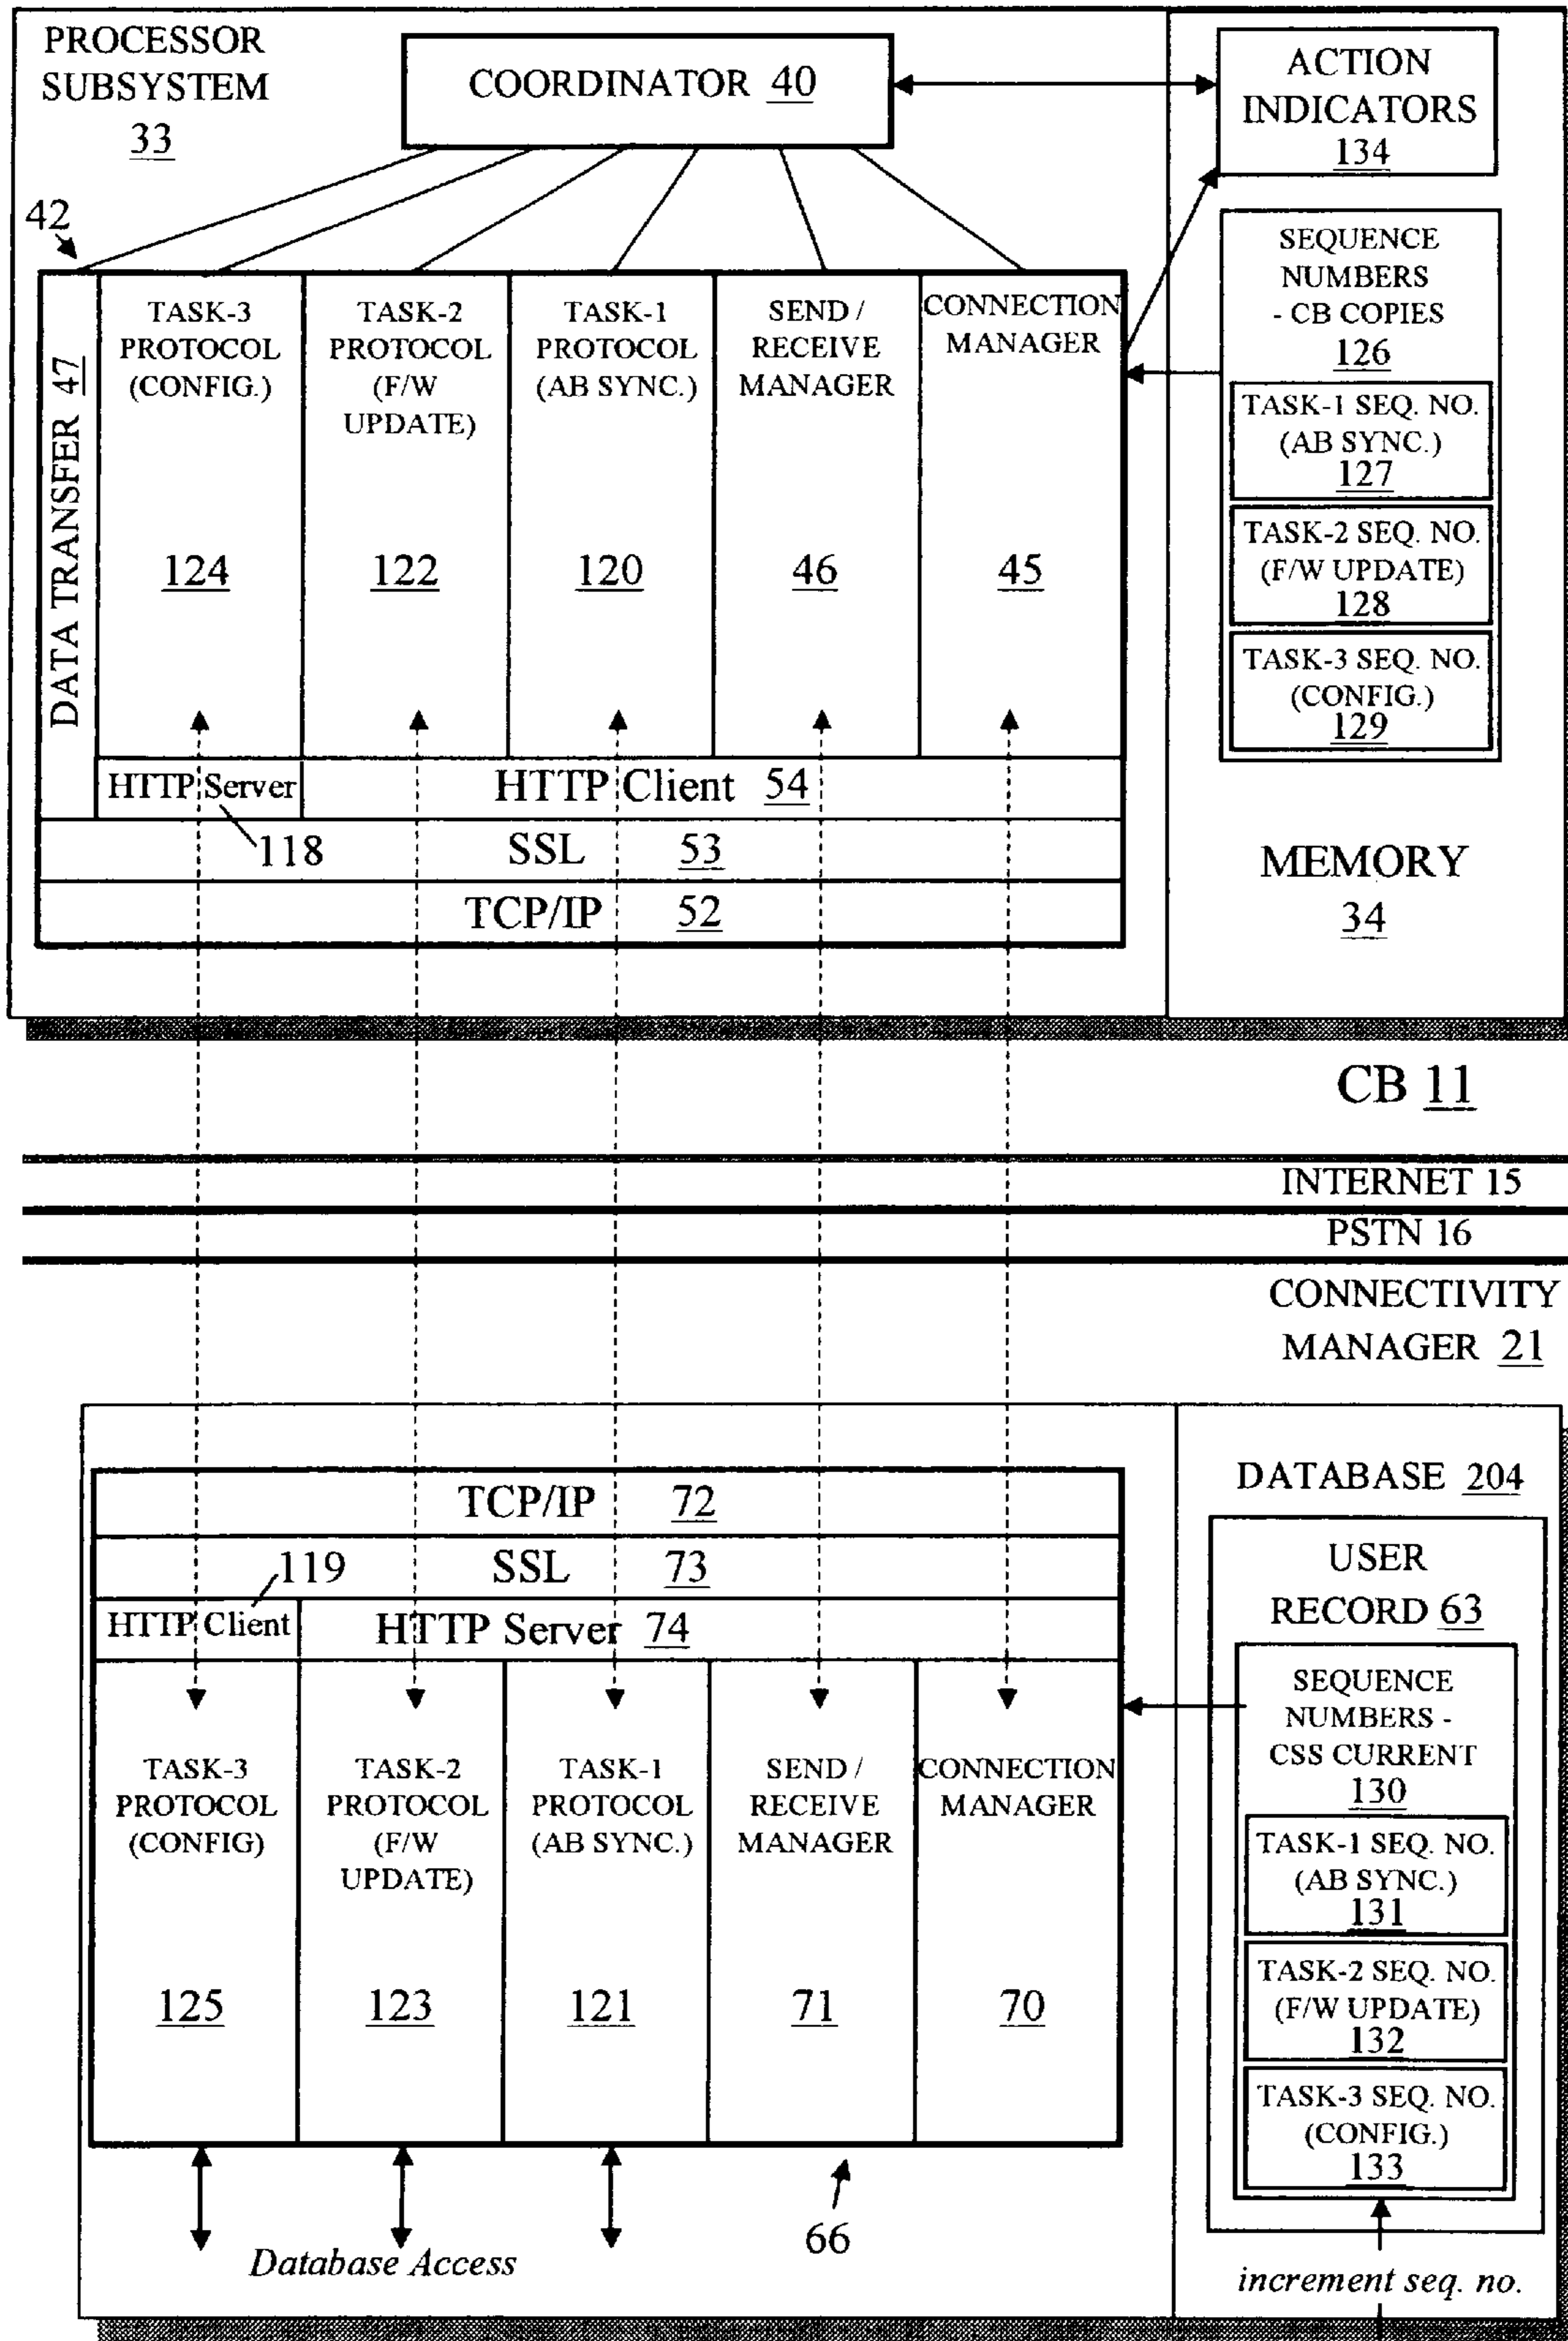 PROCESSOR
SUBSYSTEM
33
COORDINATOR 40
ACTION
INDICATORS
134
42
DATA TRANSFER 47
TASK-3
PROTOCOL
(CONFIG.)
124
TASK-2
PROTOCOL
(F/W
UPDATE)
122
TASK-1
PROTOCOL
(AB SYNC.)
120
SEND /
RECEIVE
MANAGER
46
CONNECTION
MANAGER
45
HTTP Server
118
HTTP Client 54
SSL 53
TCP/IP 52
SEQUENCE
NUMBERS
- CB COPIES
126
TASK-1 SEQ. NO.
(AB SYNC.)
127
TASK-2 SEQ. NO.
(F/W UPDATE)
128
TASK-3 SEQ. NO.
(CONFIG.)
129
MEMORY
34
CB 11
INTERNET 15
PSTN 16
CONNECTIVITY
MANAGER 21
TCP/IP 72
SSL 73
119
HTTP Client
HTTP Server 74
TASK-3
PROTOCOL
(CONFIG)
125
TASK-2
PROTOCOL
(F/W
UPDATE)
123
TASK-1
PROTOCOL
(AB SYNC.)
121
SEND /
RECEIVE
MANAGER
71
CONNECTION
MANAGER
70
Database Access
66
DATABASE 204
USER
RECORD 63
SEQUENCE
NUMBERS -
CSS CURRENT
130
TASK-1 SEQ. NO.
(AB SYNC.)
131
TASK-2 SEQ. NO.
(F/W UPDATE)
132
TASK-3 SEQ. NO.
(CONFIG.)
133
increment seq. no.